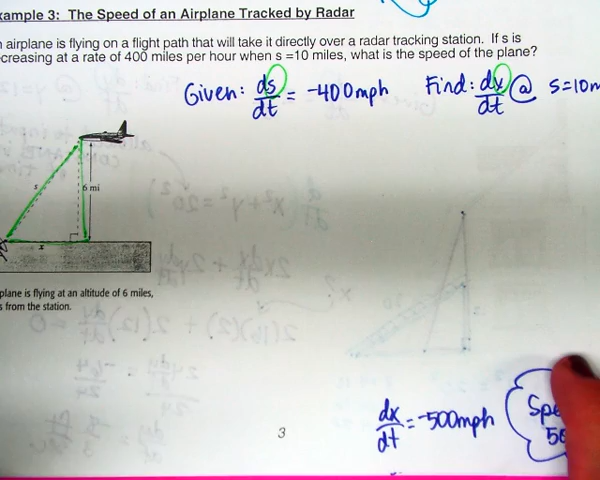 xample 3: The Speed of an Airplane Tracked by Radar
airplane is flying on a flight path that will take it directly over a radar tracking station. If s is
creasing at a rate of 400 miles per hour when s =10 miles, what is the speed of the plane?
Given: ds/dt = -400mph Find: dx/dt @ s=10m
s
6 mi
x
plane is flying at an altitude of 6 miles,
s from the station.
x²+y²=20²
dx/dt = -500mph
Spe
3